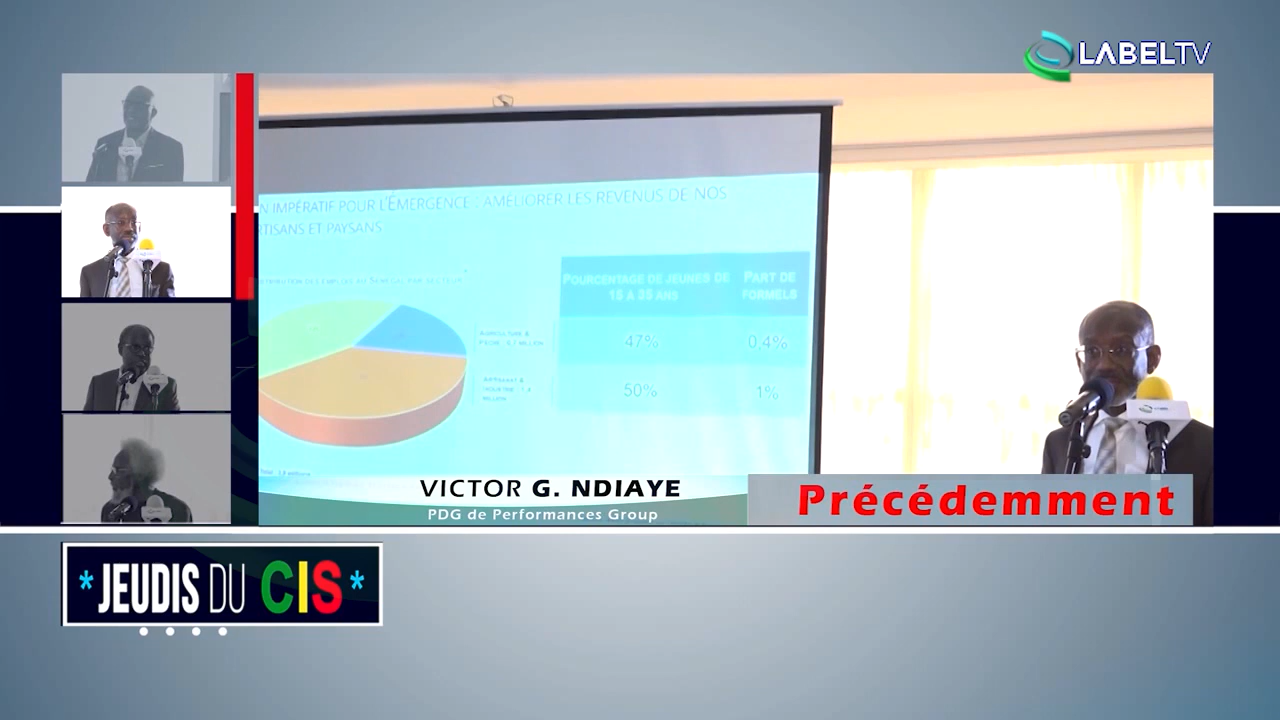 LABELTV
N IMPÉRATIF POUR L'ÉMERGENCE : AMÉLIORER LES REVENUS DE NOS
RTISANS ET PAYSANS
POURCENTAGE DE JEUNES DE
15 À 35 ANS
PART DE
FORMELS
47%
0,4%
50%
1%
VICTOR G. NDIAYE
PDG de Performances Group
Précédemment
*JEUDIS DU CIS*